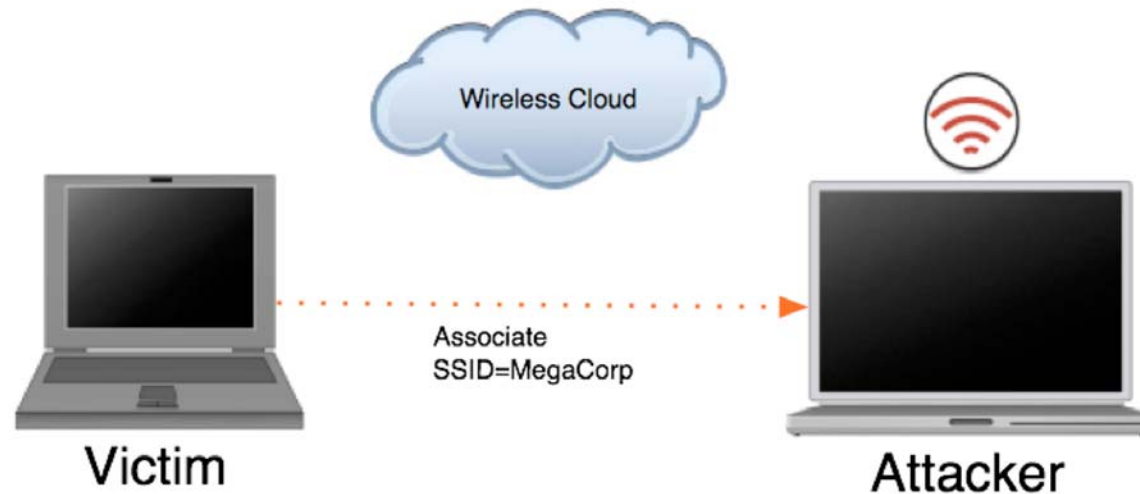 Wireless Cloud
Associate
SSID=MegaCorp
Victim
Attacker